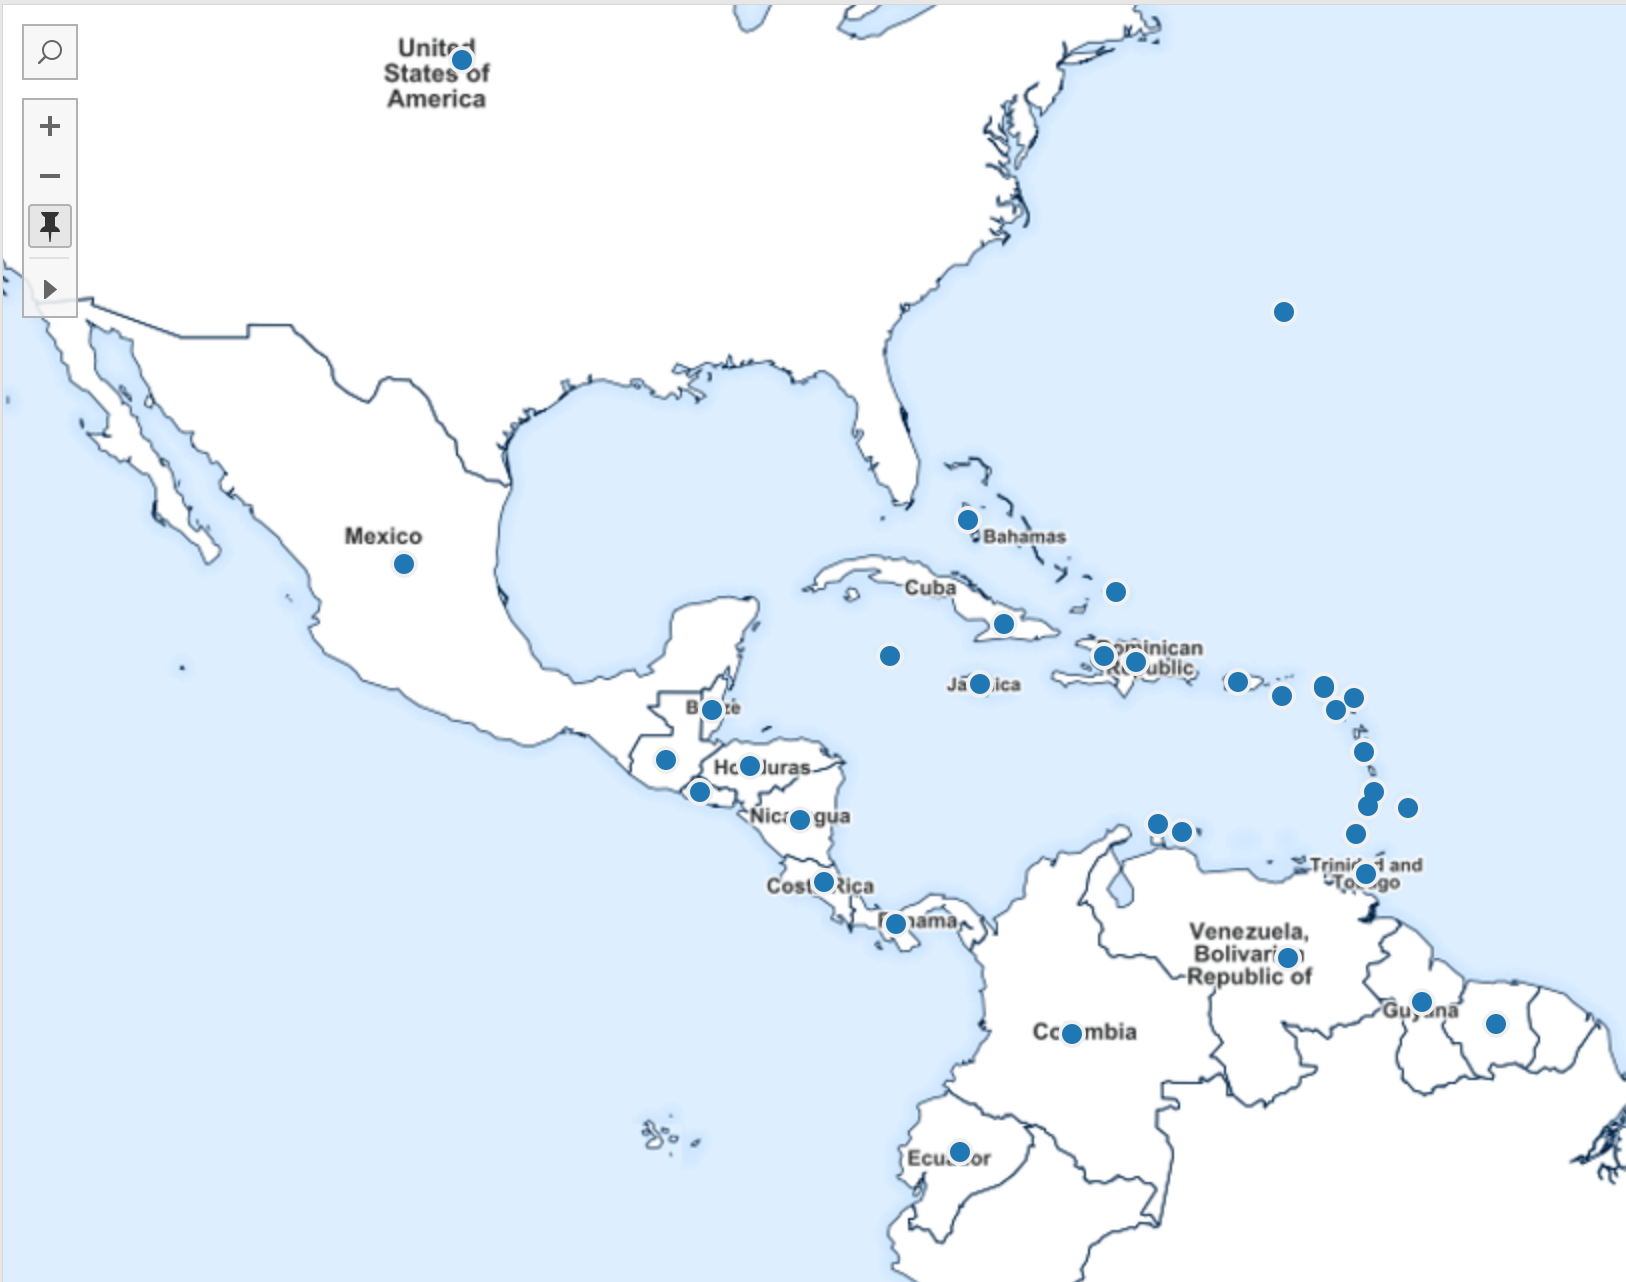 United
States of
America
Mexico
Bahamas
Cuba
Dominican
Republic
Jamaica
Belize
Honduras
Nicaragua
Costa Rica
Trinidad and
Tobago
Panama
Venezuela,
Bolivarian
Republic of
Guyana
Colombia
Ecuador